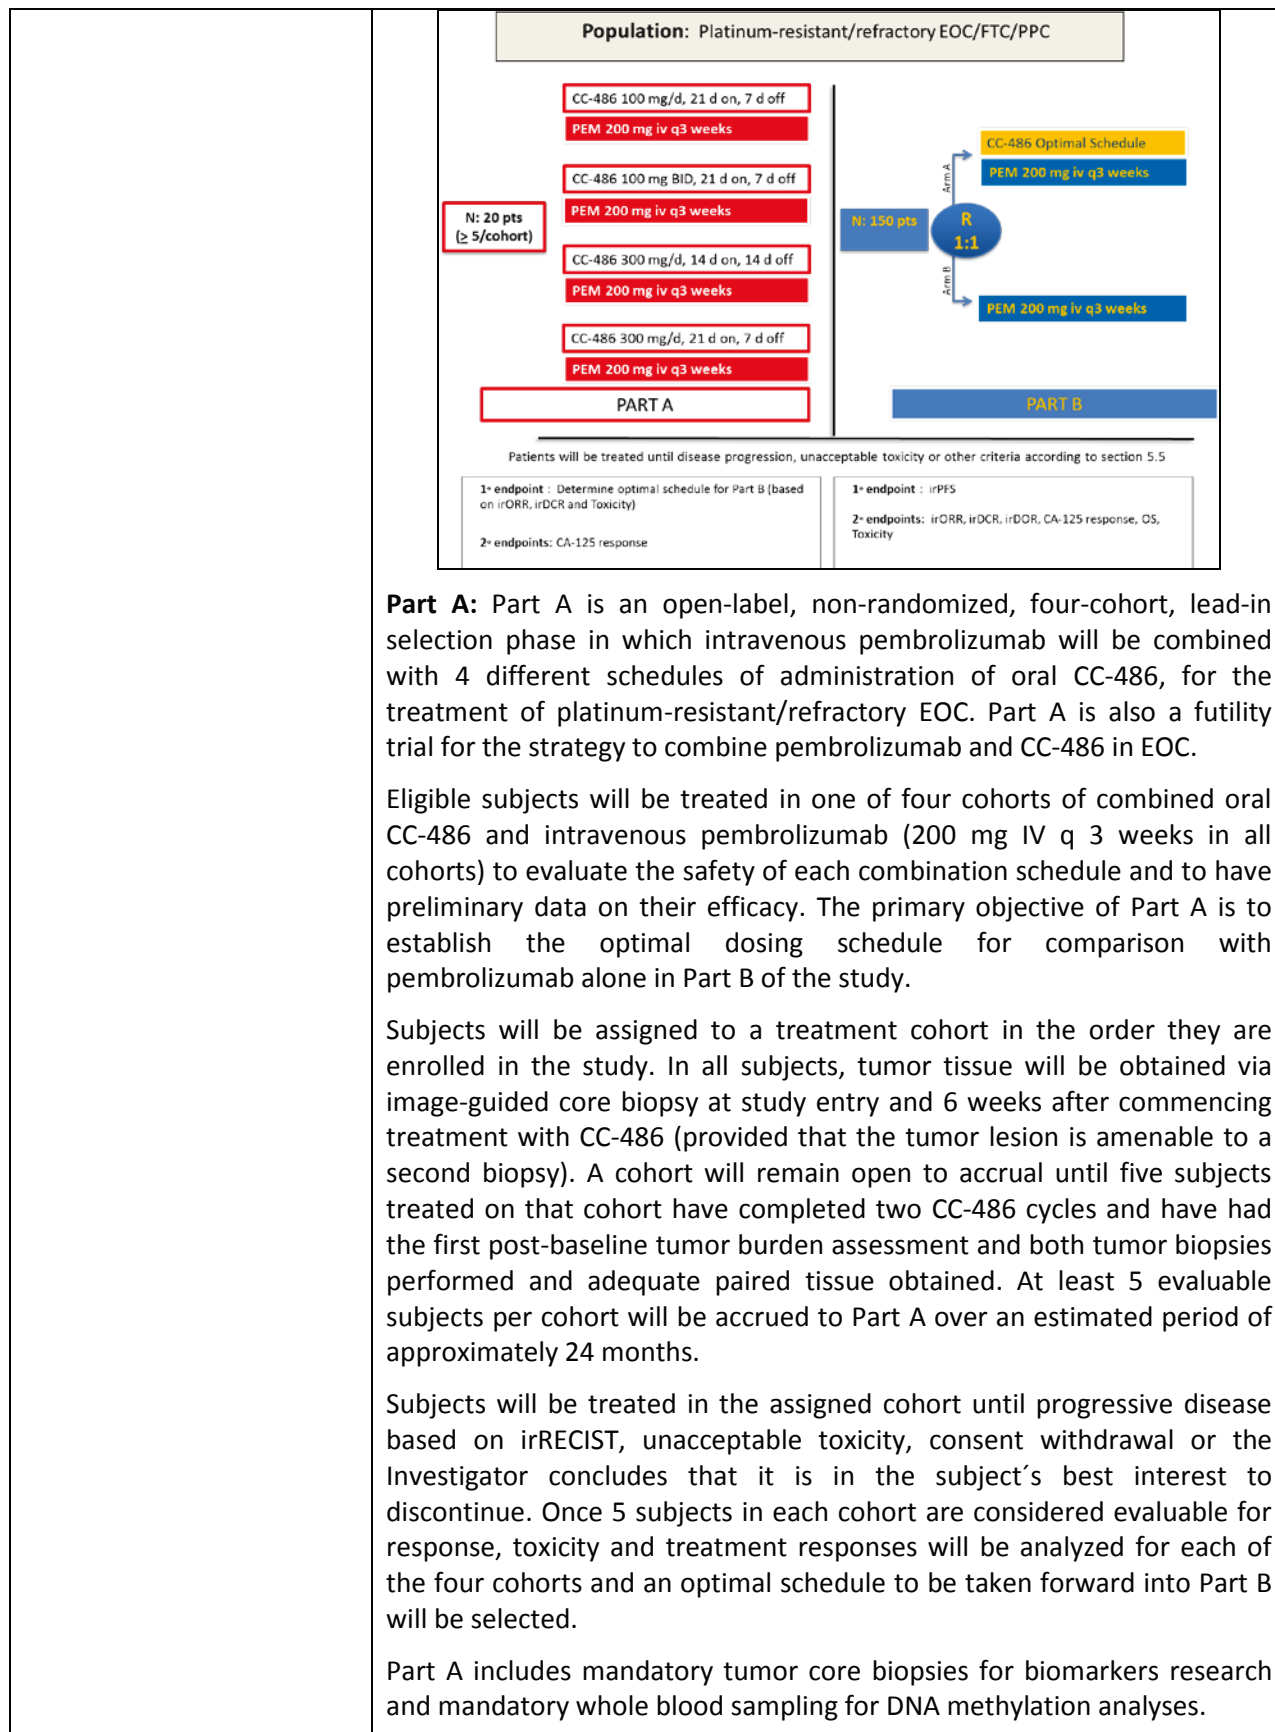 Population: Platinum-resistant/refractory EOC/FTC/PPC
CC-486 100 mg/d, 21 d on, 7 d off
PEM 200 mg iv q3 weeks
CC-486 100 mg BID, 21 d on, 7 d off
PEM 200 mg iv q3 weeks
N: 20 pts
(≥ 5/cohort)
CC-486 300 mg/d, 14 d on, 14 d off
PEM 200 mg iv q3 weeks
CC-486 300 mg/d, 21 d on, 7 d off
PEM 200 mg iv q3 weeks
PART A
CC-486 Optimal Schedule
PEM 200 mg iv q3 weeks
Arm A
N: 150 pts
R
1:1
Arm B
PEM 200 mg iv q3 weeks
PART B
Patients will be treated until disease progression, unacceptable toxicity or other criteria according to section 5.5
1º endpoint : Determine optimal schedule for Part B (based
on irORR, irDCR and Toxicity)
2º endpoints: CA-125 response
1º endpoint : irPFS
2º endpoints: irORR, irDCR, irDOR, CA-125 response, OS,
Toxicity
Part A: Part A is an open-label, non-randomized, four-cohort, lead-in
selection phase in which intravenous pembrolizumab will be combined
with 4 different schedules of administration of oral CC-486, for the
treatment of platinum-resistant/refractory EOC. Part A is also a futility
trial for the strategy to combine pembrolizumab and CC-486 in EOC.
Eligible subjects will be treated in one of four cohorts of combined oral
CC-486 and intravenous pembrolizumab (200 mg IV q 3 weeks in all
cohorts) to evaluate the safety of each combination schedule and to have
preliminary data on their efficacy. The primary objective of Part A is to
establish the optimal dosing schedule for comparison with
pembrolizumab alone in Part B of the study.
Subjects will be assigned to a treatment cohort in the order they are
enrolled in the study. In all subjects, tumor tissue will be obtained via
image-guided core biopsy at study entry and 6 weeks after commencing
treatment with CC-486 (provided that the tumor lesion is amenable to a
second biopsy). A cohort will remain open to accrual until five subjects
treated on that cohort have completed two CC-486 cycles and have had
the first post-baseline tumor burden assessment and both tumor biopsies
performed and adequate paired tissue obtained. At least 5 evaluable
subjects per cohort will be accrued to Part A over an estimated period of
approximately 24 months.
Subjects will be treated in the assigned cohort until progressive disease
based on irRECIST, unacceptable toxicity, consent withdrawal or the
Investigator concludes that it is in the subject´s best interest to
discontinue. Once 5 subjects in each cohort are considered evaluable for
response, toxicity and treatment responses will be analyzed for each of
the four cohorts and an optimal schedule to be taken forward into Part B
will be selected.
Part A includes mandatory tumor core biopsies for biomarkers research
and mandatory whole blood sampling for DNA methylation analyses.